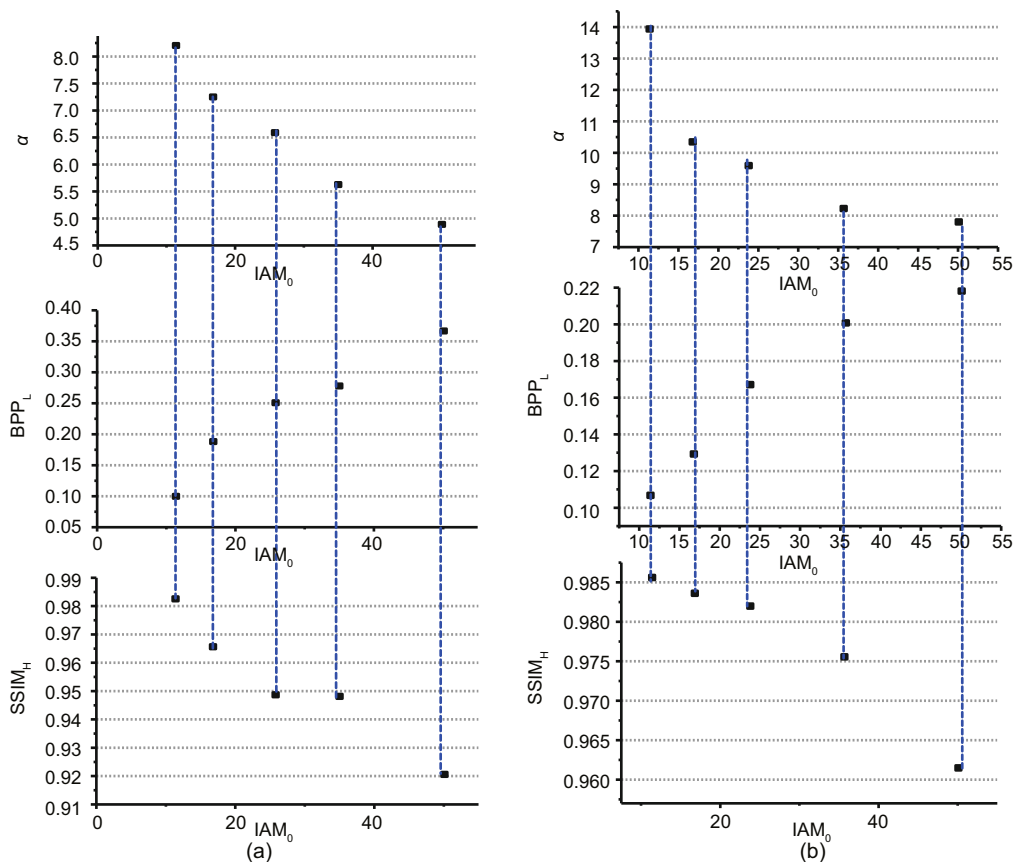 8.0
7.5
7.0
6.5
6.0
5.5
5.0
4.5
α
0 20 40
IAM0
0.40
0.35
0.30
0.25
0.20
0.15
0.10
0.05
BPPL
0 20 40
IAM0
0.99
0.98
0.97
0.96
0.95
0.94
0.93
0.92
0.91
SSIMH
0 20 40
IAM0
(a)
14
13
12
11
10
9
8
7
α
10 15 20 25 30 35 40 45 50 55
IAM0
0.22
0.20
0.18
0.16
0.14
0.12
0.10
BPPL
10 15 20 25 30 35 40 45 50 55
IAM0
0.985
0.980
0.975
0.970
0.965
0.960
SSIMH
20 40
IAM0
(b)